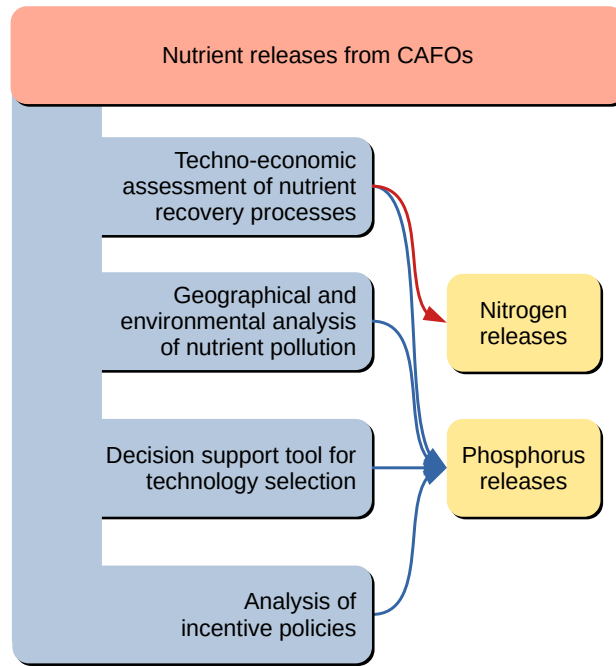 Nutrient releases from CAFOs
Techno-economic
assessment of nutrient
recovery processes
Geographical and
environmental analysis
of nutrient pollution
Nitrogen
releases
Decision support tool for
technology selection
Phosphorus
releases
Analysis of
incentive policies